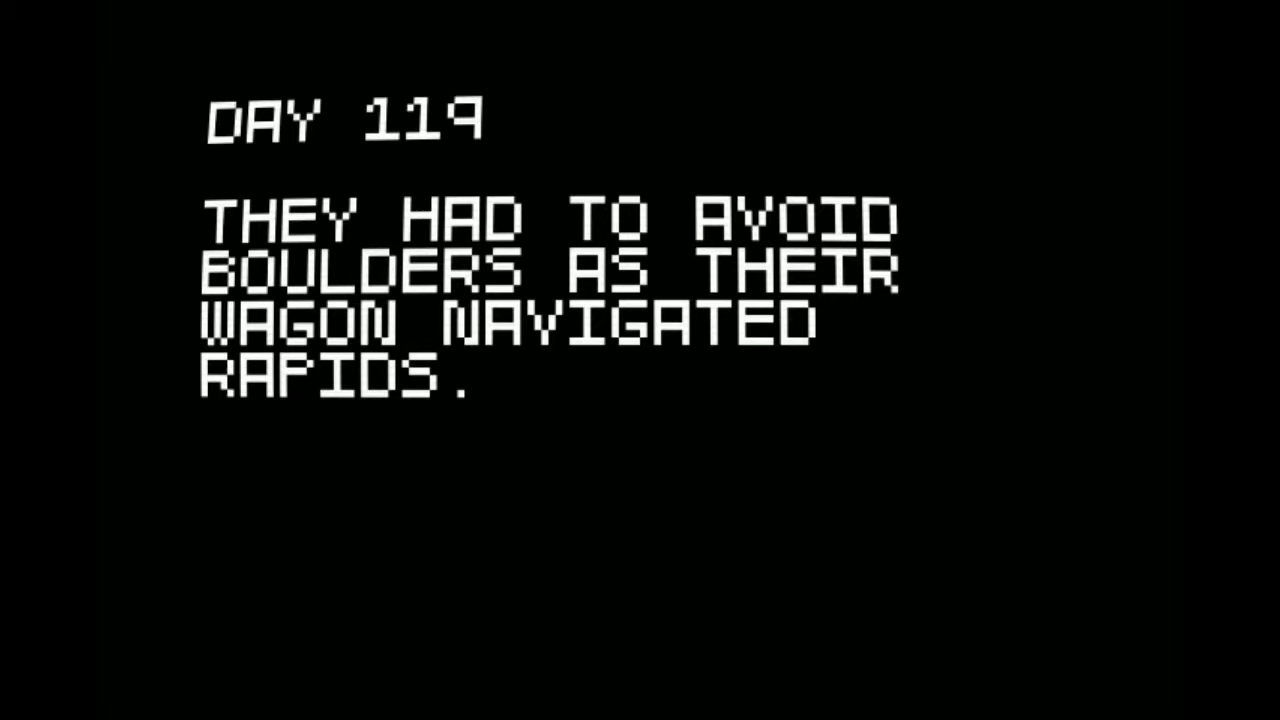 DAY 119
THEY HAD TO AVOID
BOULDERS AS THEIR
WAGON NAVIGATED
RAPIDS.